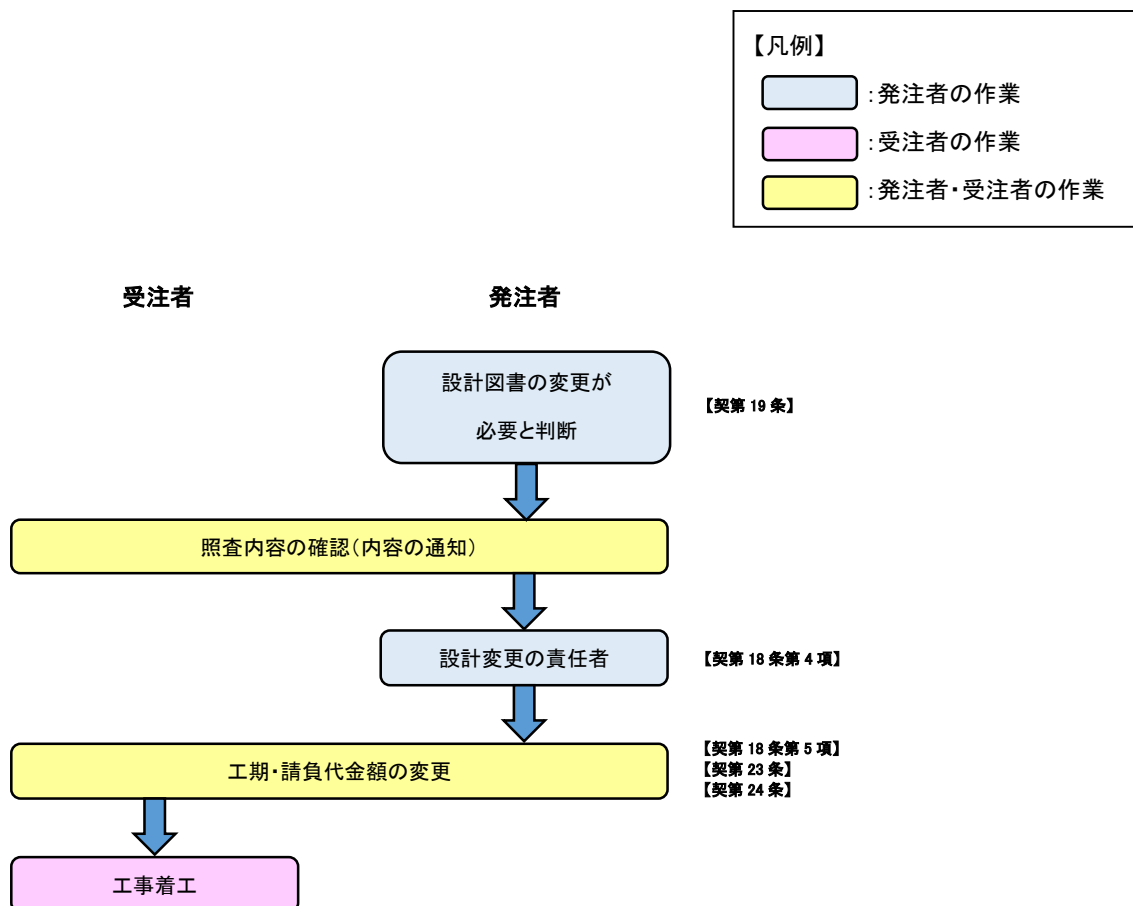 【凡例】
:発注者の作業
:受注者の作業
:発注者・受注者の作業
受注者
発注者
設計図書の変更が
必要と判断
【契第 19 条】
照査内容の確認(内容の通知)
設計変更の責任者
【契第 18 条第 4 項】
工期・請負代金額の変更
【契第 18 条第 5 項】
【契第 23 条】
【契第 24 条】
工事着工